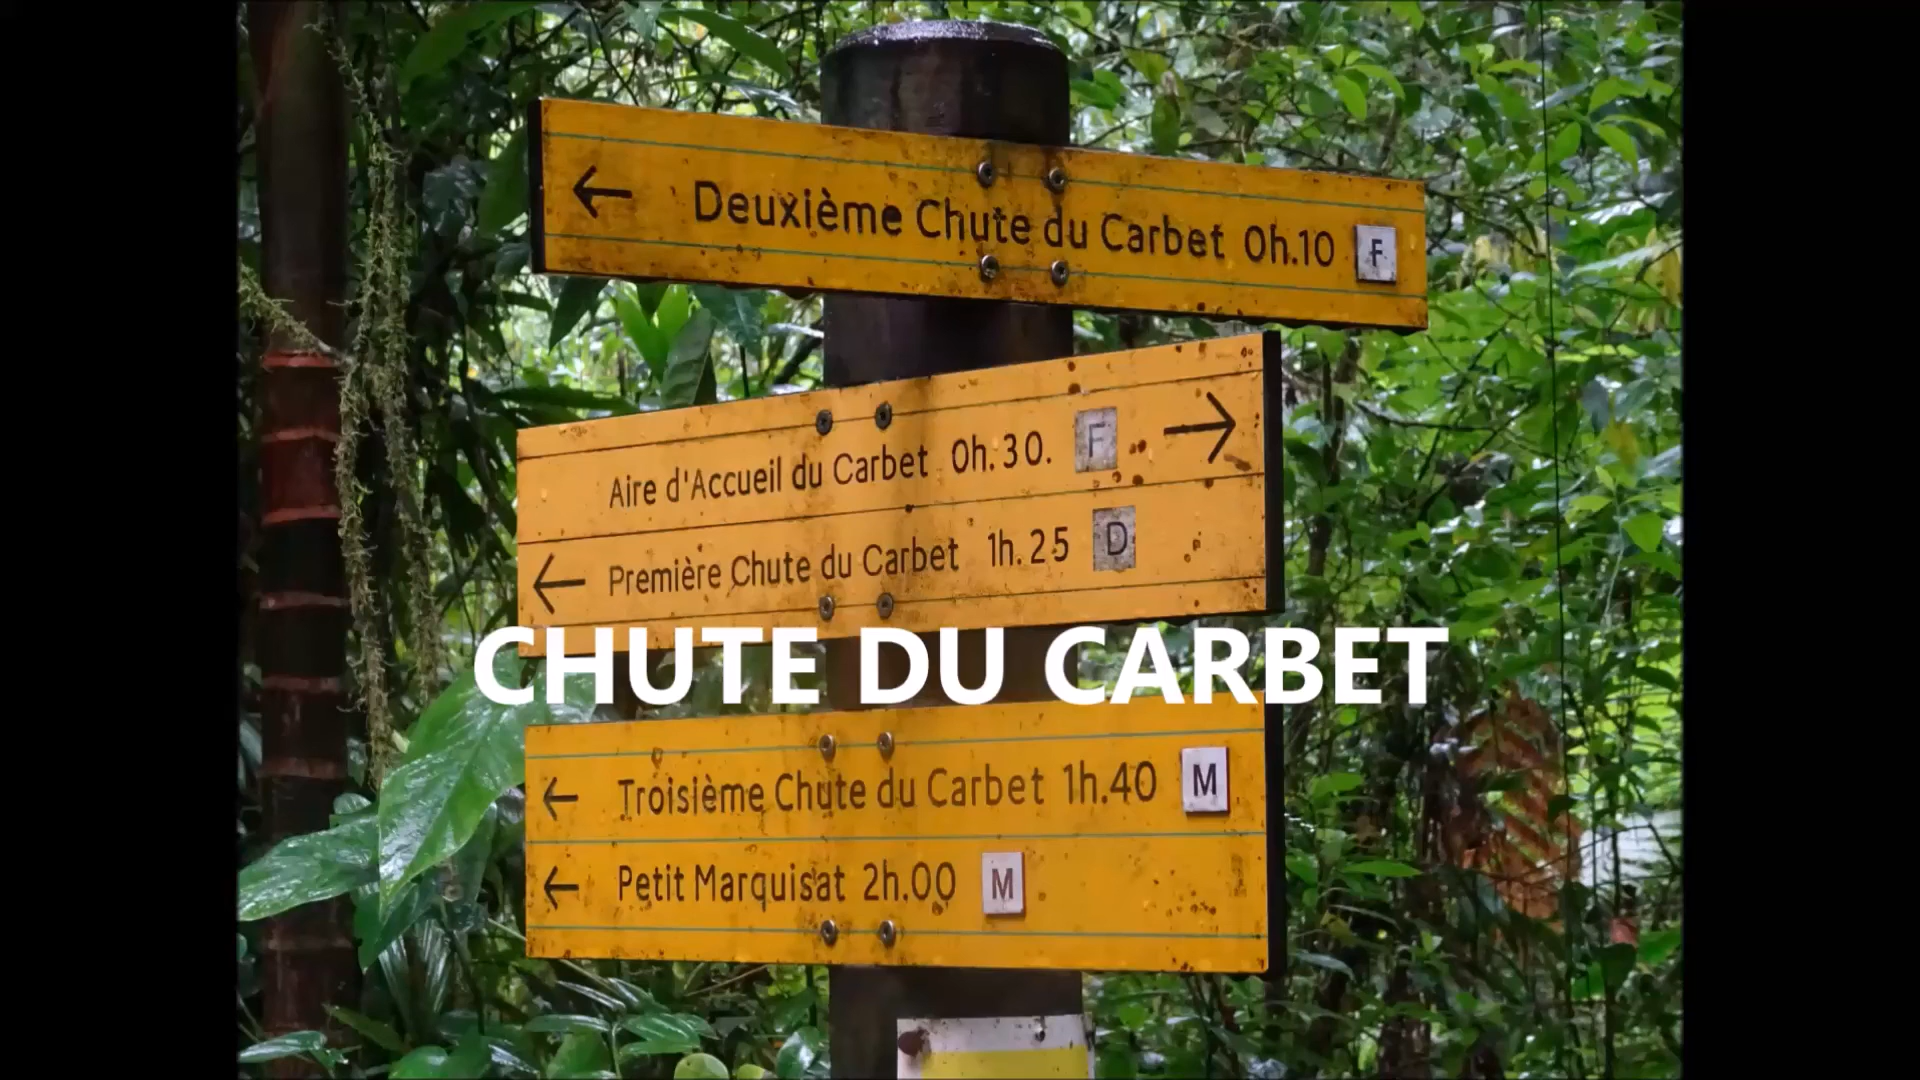 ← Deuxième Chute du Carbet 0h.10 F
Aire d'Accueil du Carbet 0h.30. F →
← Première Chute du Carbet 1h.25 D
CHUTE DU CARBET
← Troisième Chute du Carbet 1h.40 M
← Petit Marquisat 2h.00 M